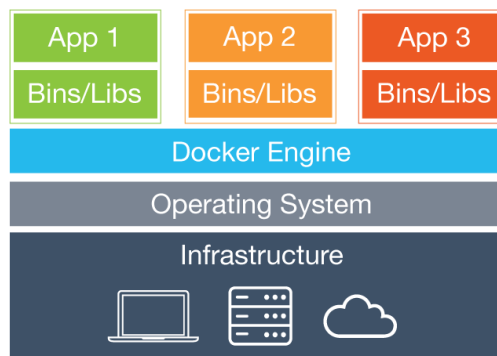 App 1 App 2 App 3
Bins/Libs Bins/Libs Bins/Libs
Docker Engine
Operating System
Infrastructure